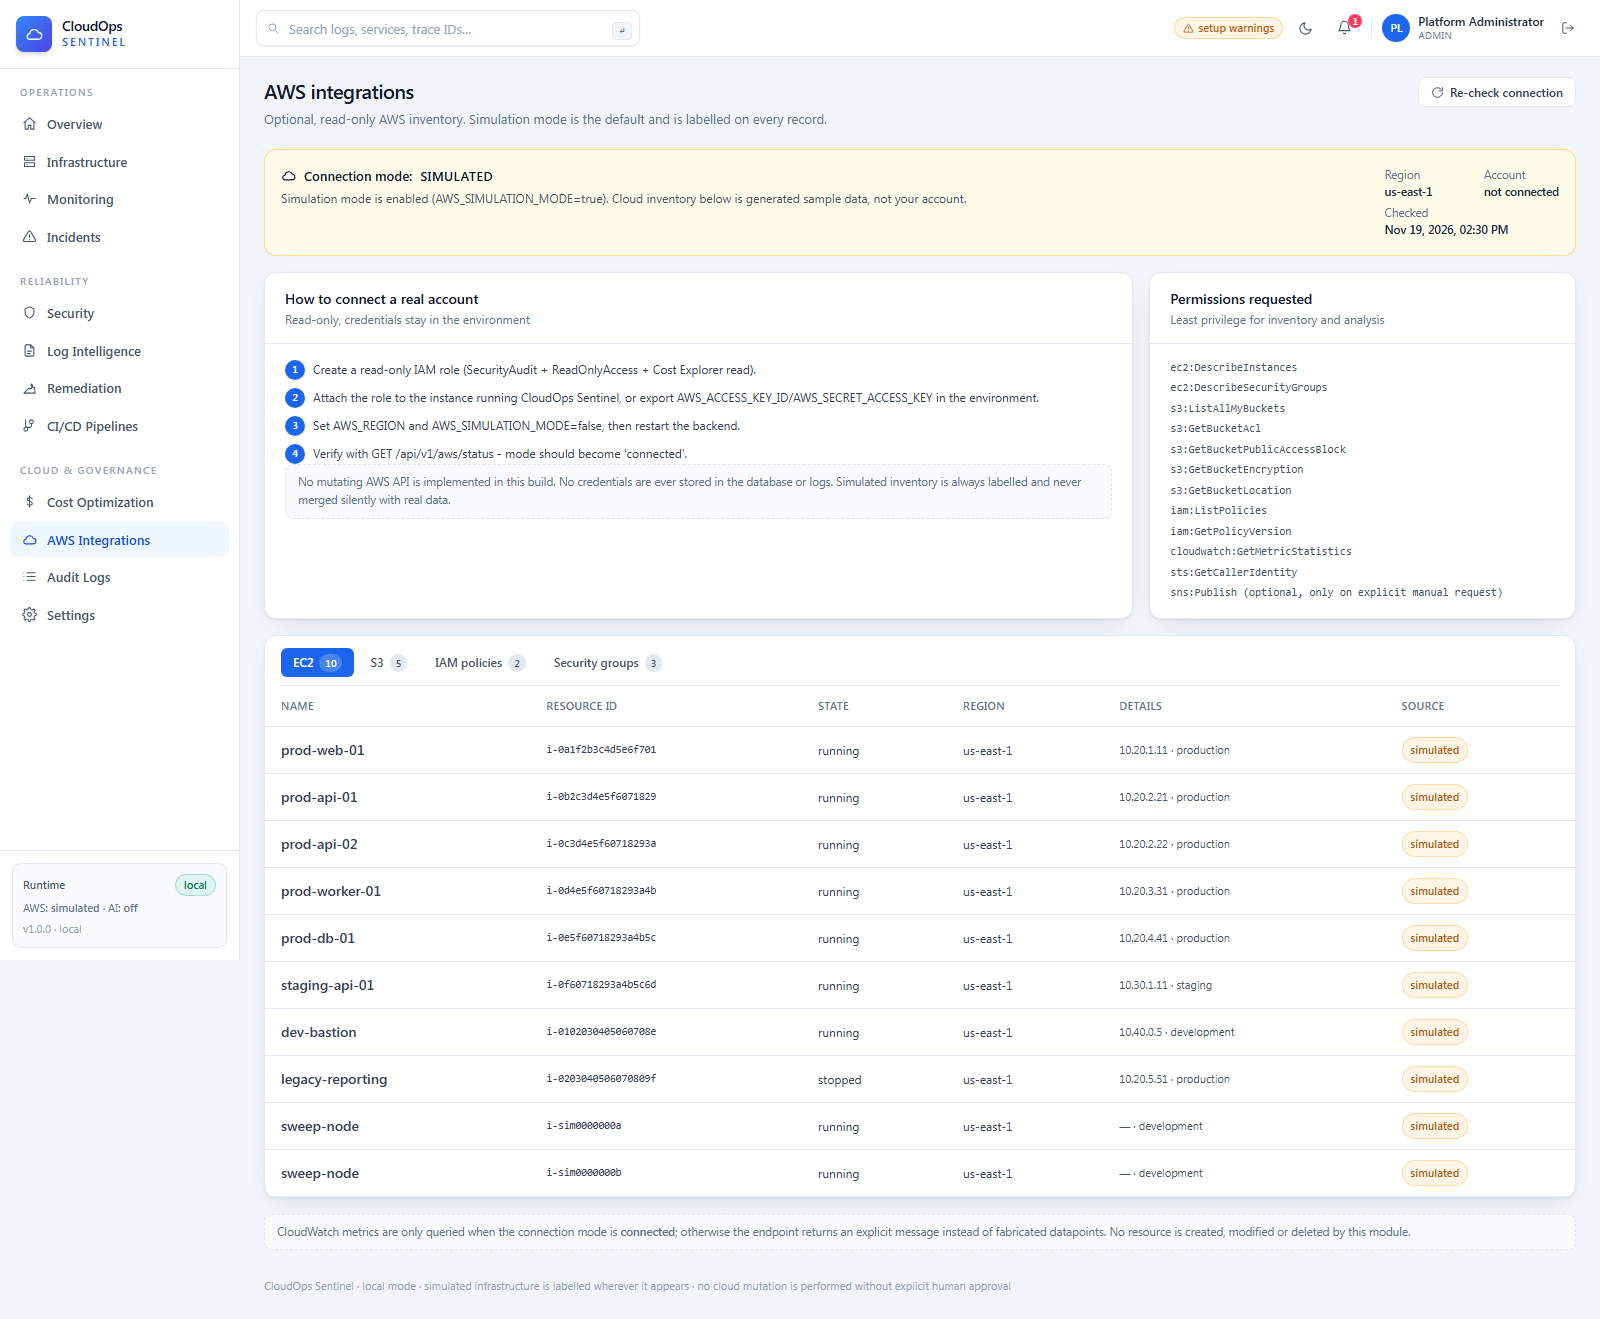 CloudOps
SENTINEL
OPERATIONS
Overview
Infrastructure
Monitoring
Incidents
RELIABILITY
Security
Log Intelligence
Remediation
CI/CD Pipelines
CLOUD & GOVERNANCE
Cost Optimization
AWS Integrations
Audit Logs
Settings
Runtime local
AWS: simulated · AI: off
v1.0.0 · local
Search logs, services, trace IDs...
setup warnings
1
PL
Platform Administrator
ADMIN
AWS integrations
Optional, read-only AWS inventory. Simulation mode is the default and is labelled on every record.
Re-check connection
Connection mode: SIMULATED
Simulation mode is enabled (AWS_SIMULATION_MODE=true). Cloud inventory below is generated sample data, not your account.
Region Account
us-east-1 not connected
Checked
Nov 19, 2026, 02:30 PM
How to connect a real account
Read-only, credentials stay in the environment
1 Create a read-only IAM role (SecurityAudit + ReadOnlyAccess + Cost Explorer read).
2 Attach the role to the instance running CloudOps Sentinel, or export AWS_ACCESS_KEY_ID/AWS_SECRET_ACCESS_KEY in the environment.
3 Set AWS_REGION and AWS_SIMULATION_MODE=false, then restart the backend.
4 Verify with GET /api/v1/aws/status - mode should become 'connected'.
No mutating AWS API is implemented in this build. No credentials are ever stored in the database or logs. Simulated inventory is always labelled and never
merged silently with real data.
Permissions requested
Least privilege for inventory and analysis
ec2:DescribeInstances
ec2:DescribeSecurityGroups
s3:ListAllMyBuckets
s3:GetBucketAcl
s3:GetBucketPublicAccessBlock
s3:GetBucketEncryption
s3:GetBucketLocation
iam:ListPolicies
iam:GetPolicyVersion
cloudwatch:GetMetricStatistics
sts:GetCallerIdentity
sns:Publish (optional, only on explicit manual request)
EC2 10 S3 5 IAM policies 2 Security groups 3
NAME RESOURCE ID STATE REGION DETAILS SOURCE
prod-web-01 i-0a1f2b3c4d5e6f701 running us-east-1 10.20.1.11 · production simulated
prod-api-01 i-0b2c3d4e5f6071829 running us-east-1 10.20.2.21 · production simulated
prod-api-02 i-0c3d4e5f60718293a running us-east-1 10.20.2.22 · production simulated
prod-worker-01 i-0d4e5f60718293a4b running us-east-1 10.20.3.31 · production simulated
prod-db-01 i-0e5f60718293a4b5c running us-east-1 10.20.4.41 · production simulated
staging-api-01 i-0f60718293a4b5c6d running us-east-1 10.30.1.11 · staging simulated
dev-bastion i-0102030405060708e running us-east-1 10.40.0.5 · development simulated
legacy-reporting i-0203040506070809f stopped us-east-1 10.20.5.51 · production simulated
sweep-node i-sim0000000a running us-east-1 — · development simulated
sweep-node i-sim0000000b running us-east-1 — · development simulated
CloudWatch metrics are only queried when the connection mode is connected; otherwise the endpoint returns an explicit message instead of fabricated datapoints. No resource is created, modified or deleted by this module.
CloudOps Sentinel · local mode · simulated infrastructure is labelled wherever it appears · no cloud mutation is performed without explicit human approval